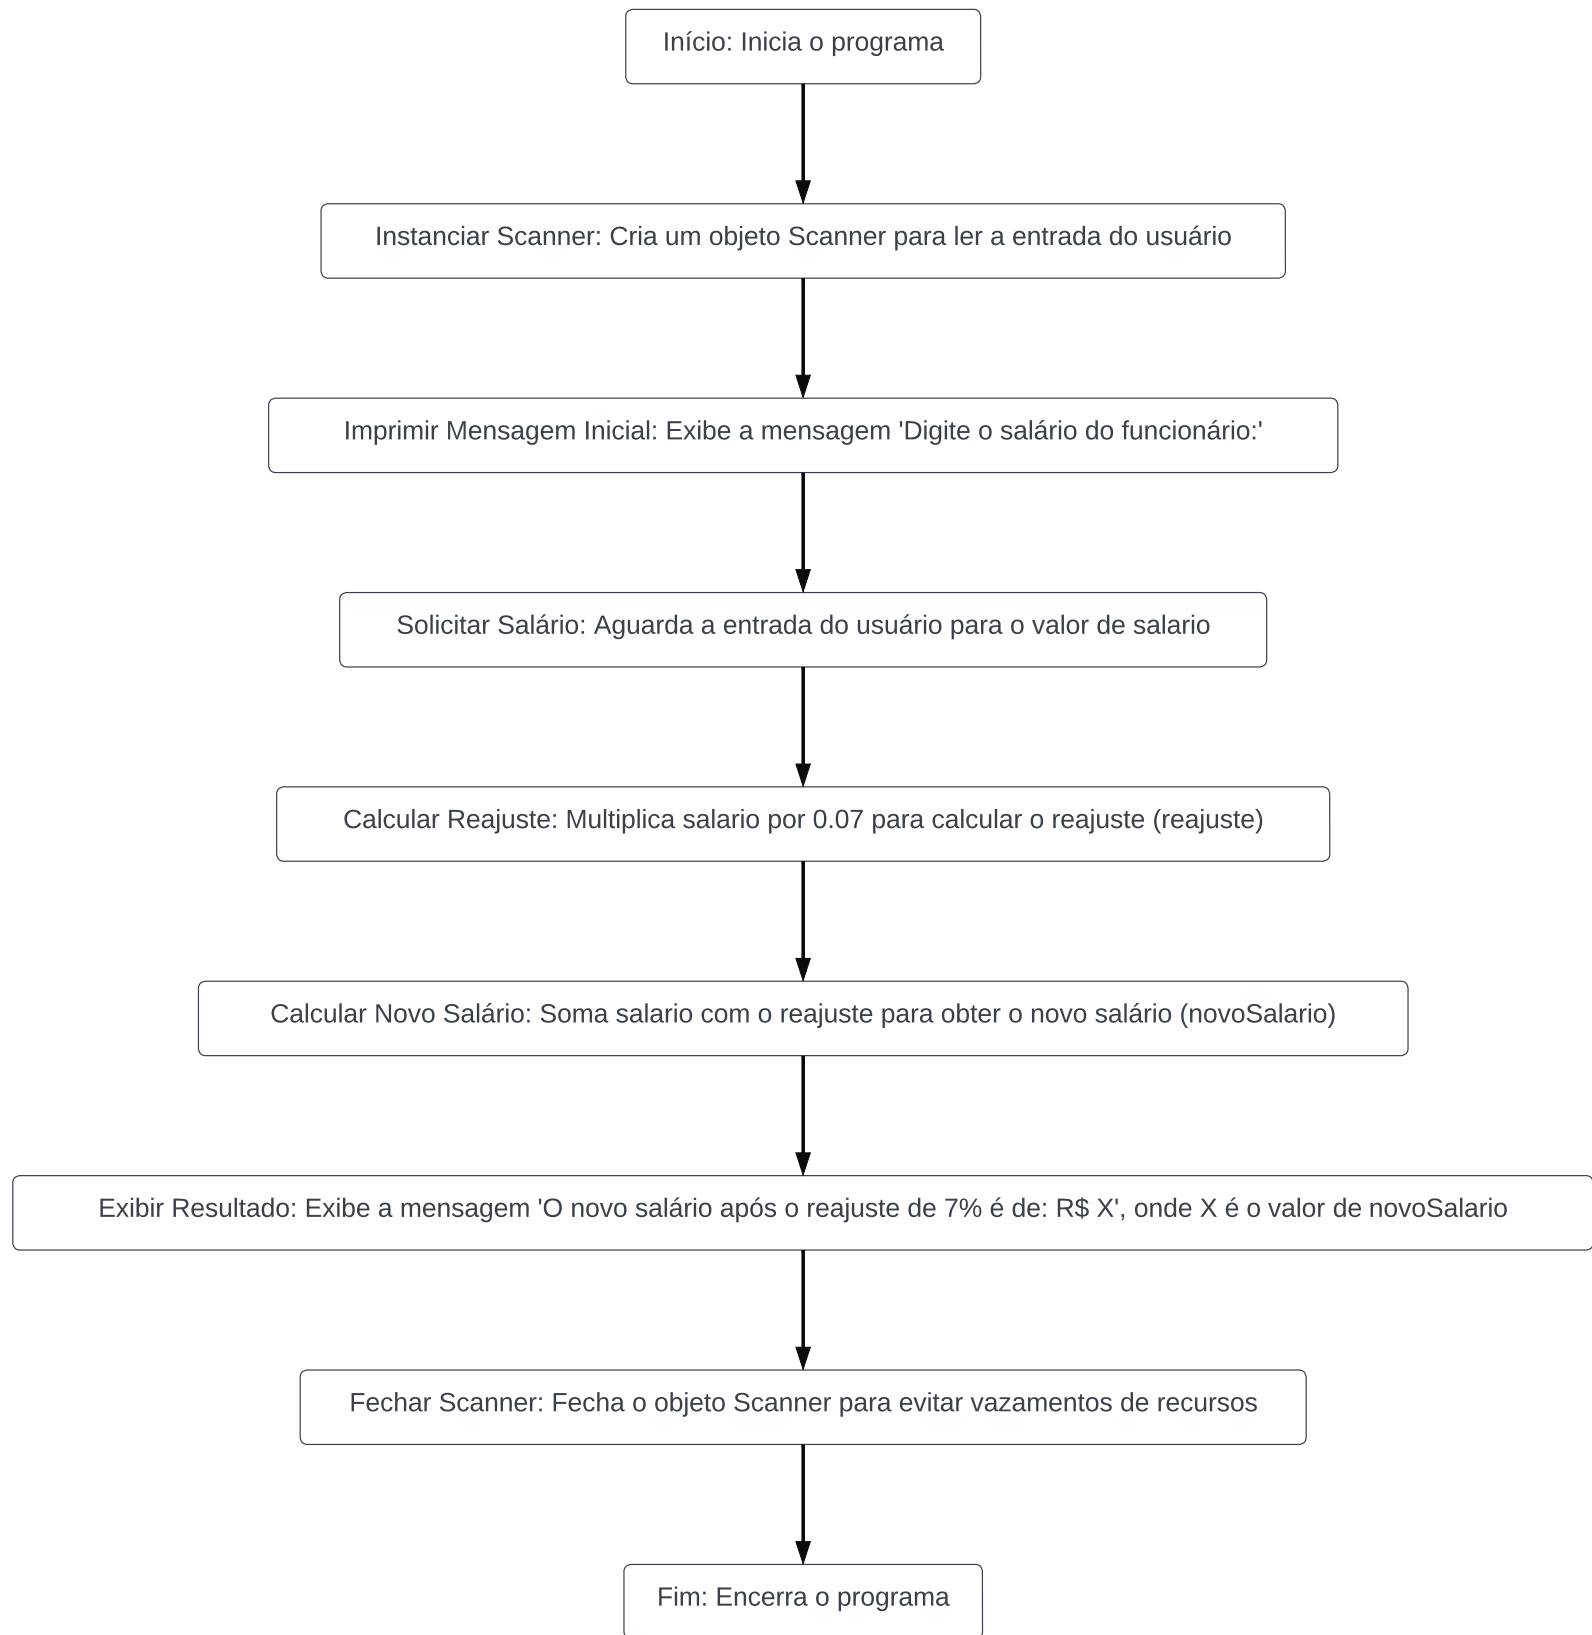 Início: Inicia o programa
Instanciar Scanner: Cria um objeto Scanner para ler a entrada do usuário
Imprimir Mensagem Inicial: Exibe a mensagem 'Digite o salário do funcionário:'
Solicitar Salário: Aguarda a entrada do usuário para o valor de salario
Calcular Reajuste: Multiplica salario por 0.07 para calcular o reajuste (reajuste)
Calcular Novo Salário: Soma salario com o reajuste para obter o novo salário (novoSalario)
Exibir Resultado: Exibe a mensagem 'O novo salário após o reajuste de 7% é de: R$ X', onde X é o valor de novoSalario
Fechar Scanner: Fecha o objeto Scanner para evitar vazamentos de recursos
Fim: Encerra o programa